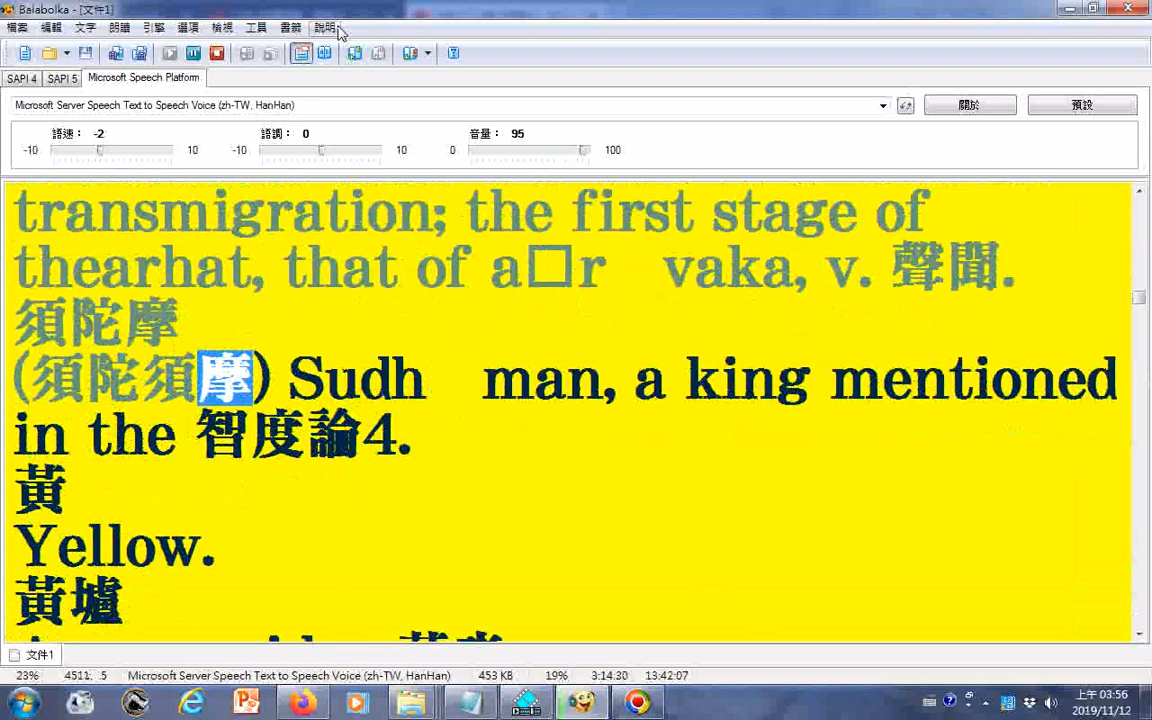 Balabolka - [文件1]
檔案 編輯 文字 朗讀 引擎 選項 檢視 工具 書籤 說明
SAPI 4 SAPI 5 Microsoft Speech Platform
Microsoft Server Speech Text to Speech Voice (zh-TW, HanHan) 關於 預設
語速： -2 語調： 0 音量： 95
-10 10 -10 10 0 100
transmigration; the first stage of
thearhat, that of a□r vaka, v. 聲聞.
須陀摩
(須陀須摩) Sudh man, a king mentioned
in the 智度論4.
黃
Yellow.
黃壚
文件1
23% 4511, .5 Microsoft Server Speech Text to Speech Voice (zh-TW, HanHan) 453 KB 19% 3:14.30 13:42:07
上午 03:56
2019/11/12